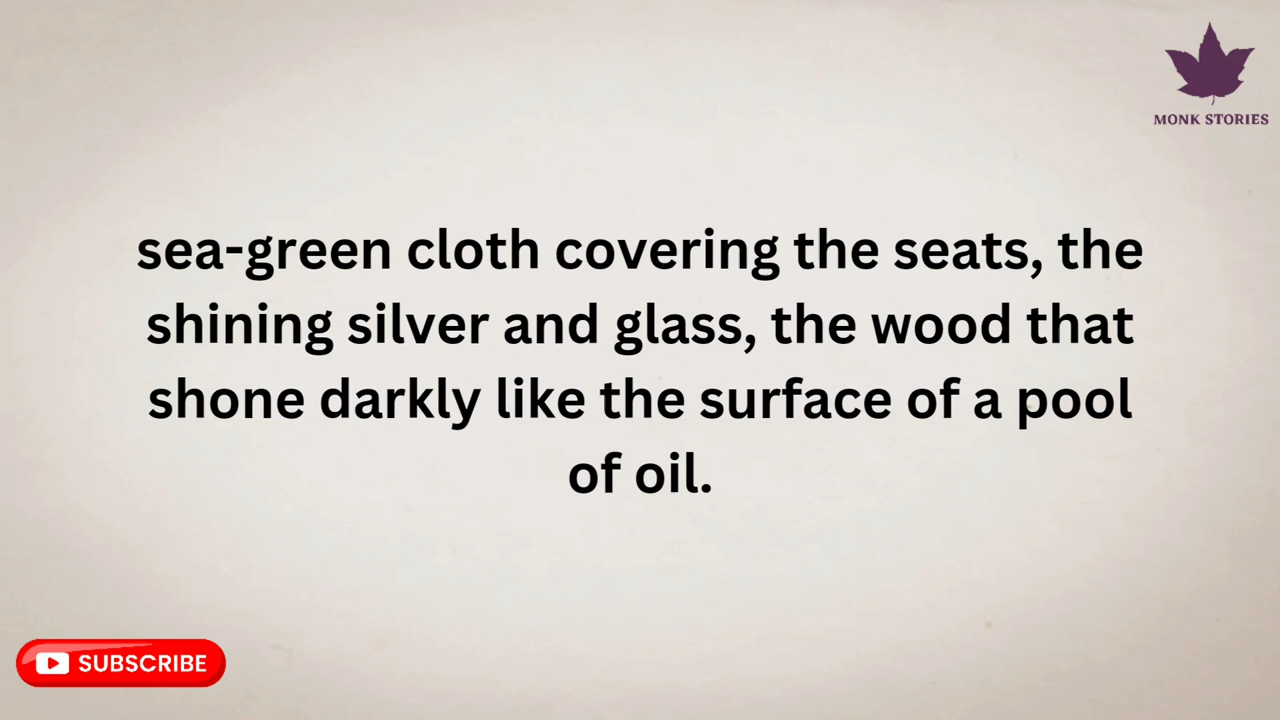 MONK STORIES
sea-green cloth covering the seats, the
shining silver and glass, the wood that
shone darkly like the surface of a pool
of oil.
SUBSCRIBE